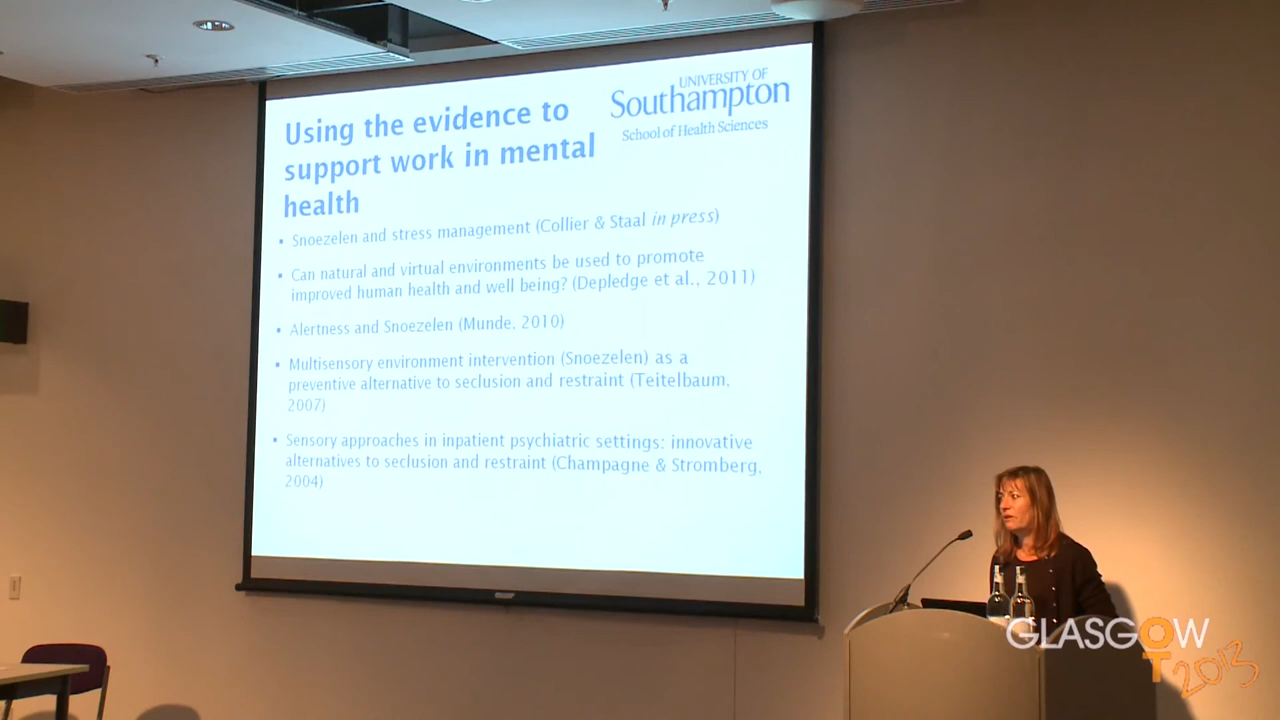 Using the evidence to
support work in mental
health
UNIVERSITY OF
Southampton
School of Health Sciences
▪ Snoezelen and stress management (Collier & Staal in press)
▪ Can natural and virtual environments be used to promote
improved human health and well being? (Depledge et al., 2011)
▪ Alertness and Snoezelen (Munde, 2010)
▪ Multisensory environment intervention (Snoezelen) as a
preventive alternative to seclusion and restraint (Teitelbaum,
2007)
▪ Sensory approaches in inpatient psychiatric settings: innovative
alternatives to seclusion and restraint (Champagne & Stromberg,
2004)
GLASGOW
OT 2013